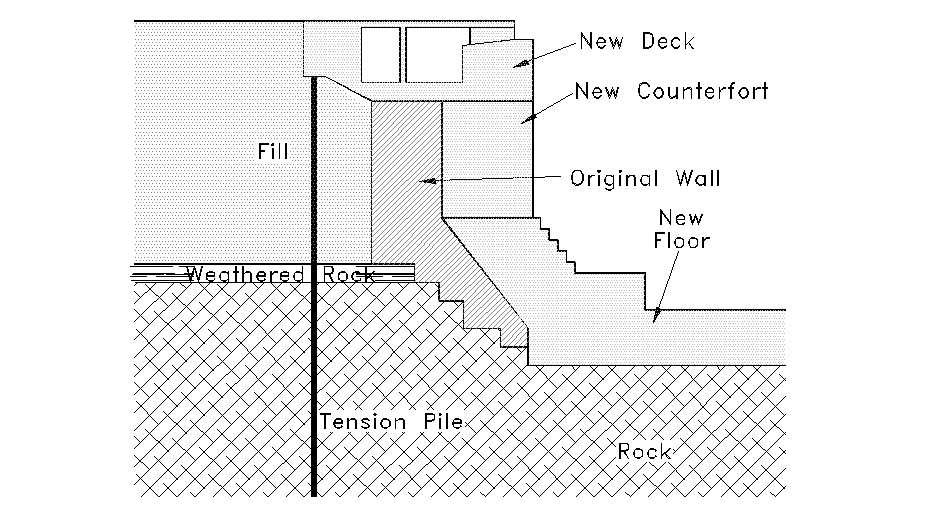 New Deck
New Counterfort
Fill
Original Wall
New
Floor
Weathered Rock
Tension Pile
Rock